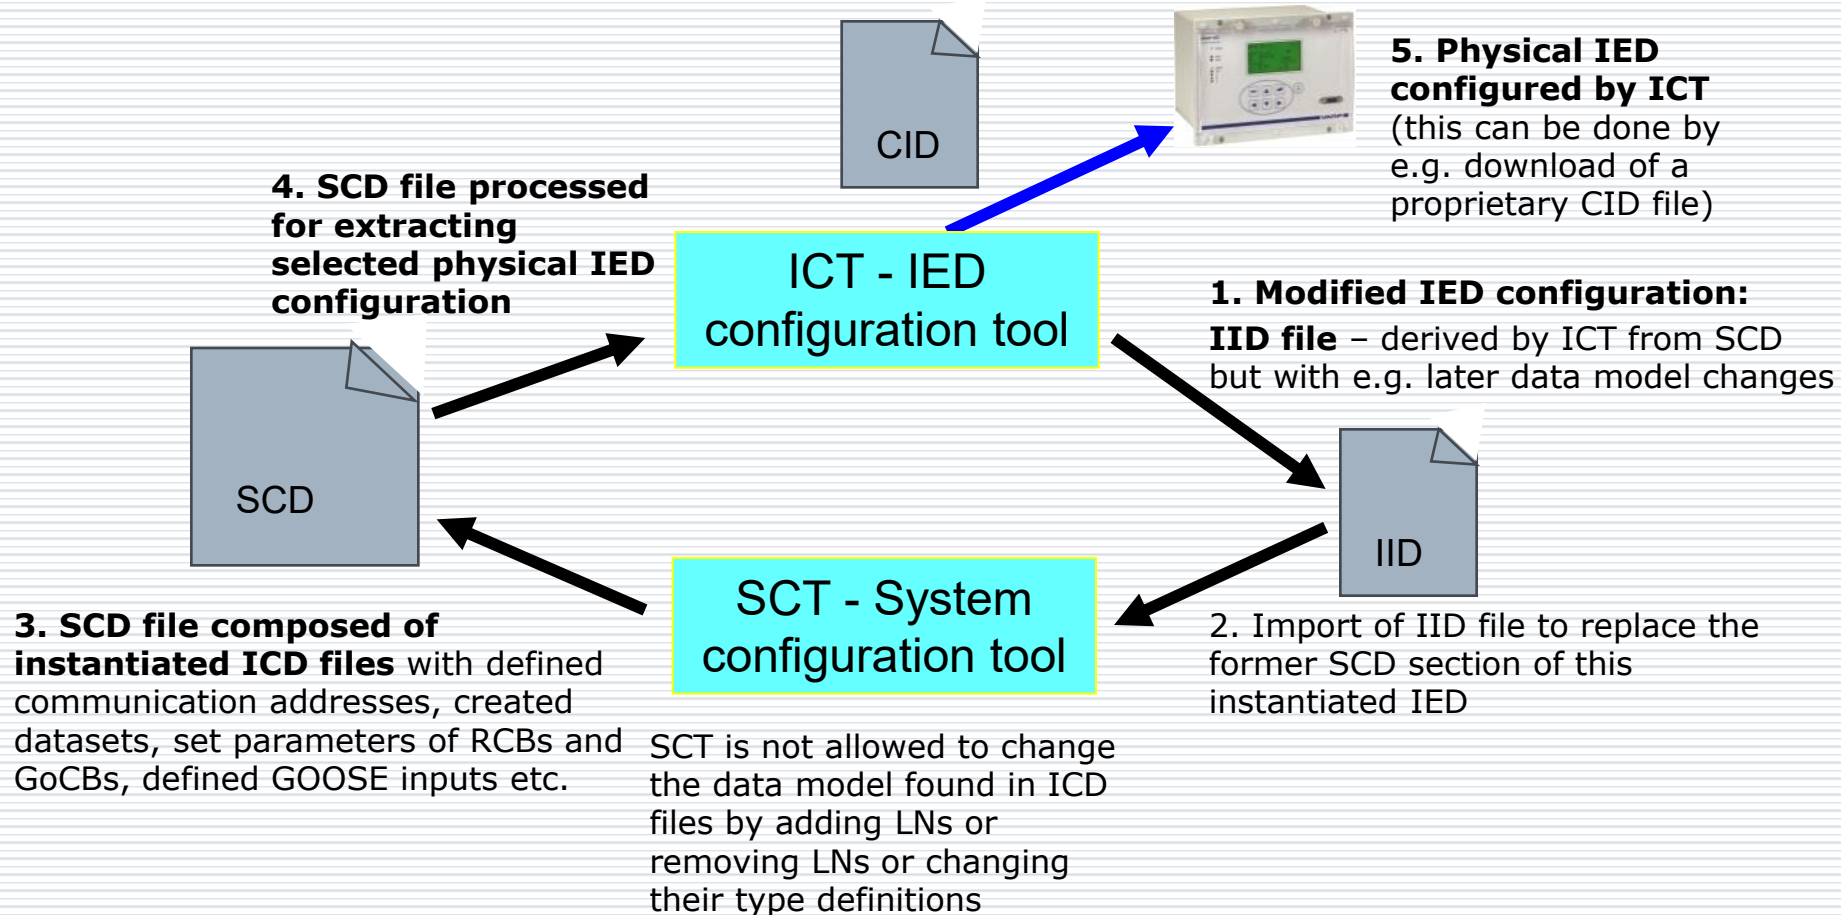 CID
5. Physical IED
configured by ICT
(this can be done by
e.g. download of a
proprietary CID file)
4. SCD file processed
for extracting
selected physical IED
configuration
ICT - IED
configuration tool
1. Modified IED configuration:
IID file – derived by ICT from SCD
but with e.g. later data model changes
SCD
IID
SCT - System
configuration tool
2. Import of IID file to replace the
former SCD section of this
instantiated IED
3. SCD file composed of
instantiated ICD files with defined
communication addresses, created
datasets, set parameters of RCBs and
GoCBs, defined GOOSE inputs etc.
SCT is not allowed to change
the data model found in ICD
files by adding LNs or
removing LNs or changing
their type definitions